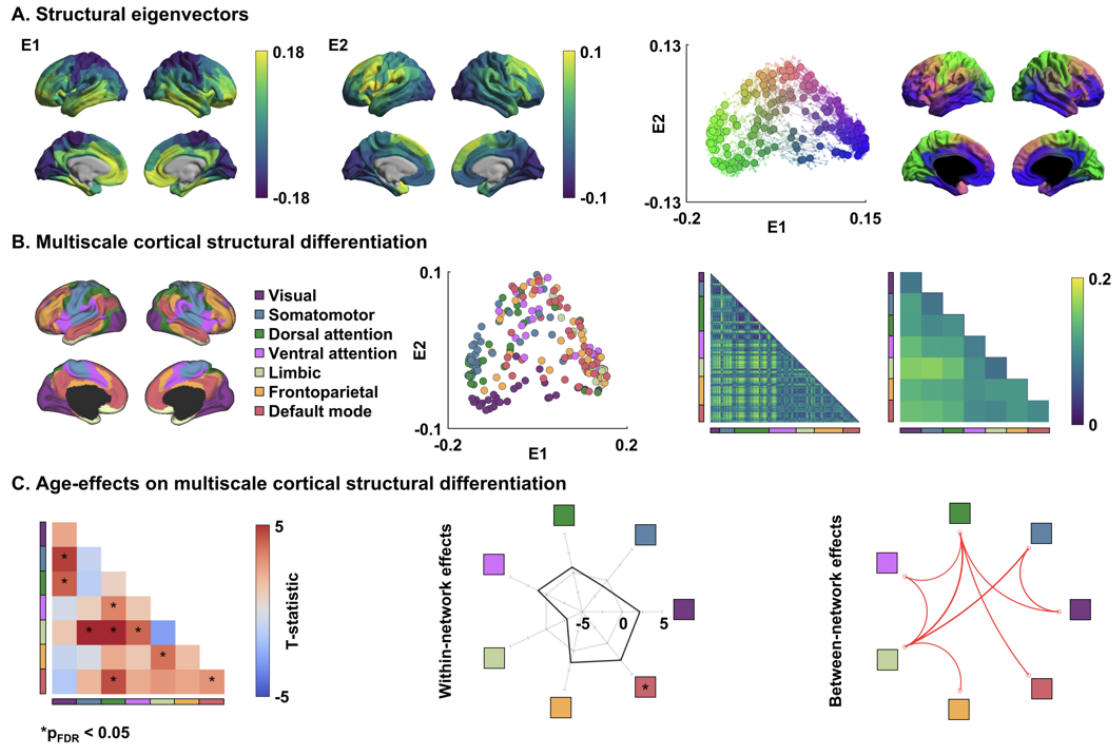 A. Structural eigenvectors
E1
0.18
-0.18
E2
0.1
-0.1
0.13
E2
-0.13
-0.2
0.15
E1
B. Multiscale cortical structural differentiation
Visual
Somatomotor
Dorsal attention
Ventral attention
Limbic
Frontoparietal
Default mode
0.1
E2
-0.1
-0.2
0.2
E1
0.2
0
C. Age-effects on multiscale cortical structural differentiation
*
*
*
* * *
*
* *
5
T-statistic
-5
*pFDR < 0.05
Within-network effects
-5 0 5
*
Between-network effects